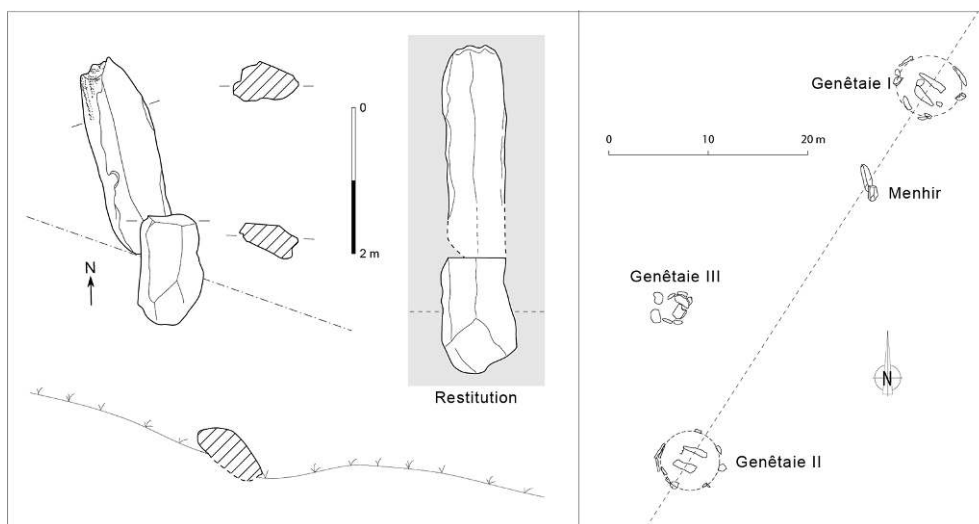 0
2 m
N
Restitution
Genêtaie I
0
10
20 m
Menhir
Genêtaie III
N
Genêtaie II